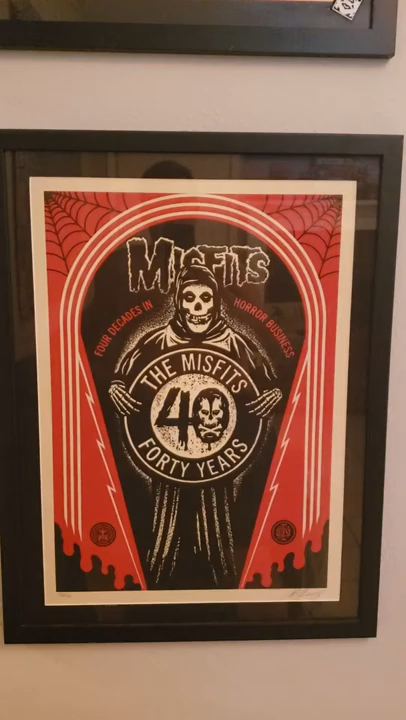 MISFITS
FOUR DECADES IN
HORROR BUSINESS
THE MISFITS
40
FORTY YEARS